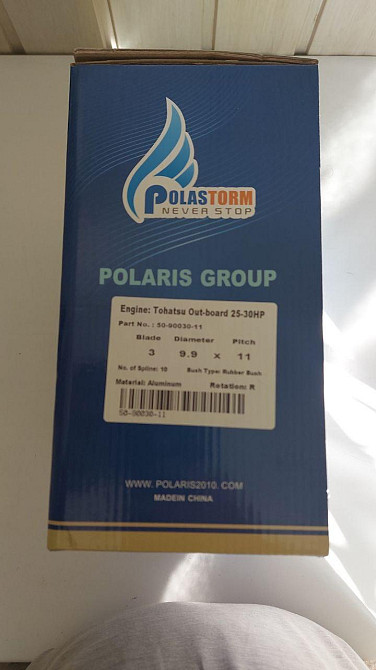 POLASTORM
NEVER STOP
POLARIS GROUP
Engine: Tohatsu Out-board 25-30HP
Part No.: 50-90030-11
Blade Diameter Pitch
3 9.9 x 11
No. of Spline: 10 Bush Type: Rubber Bush
Material: Aluminum Rotation: R
50-90030-11
WWW. POLARIS2010. COM
MADEIN CHINA